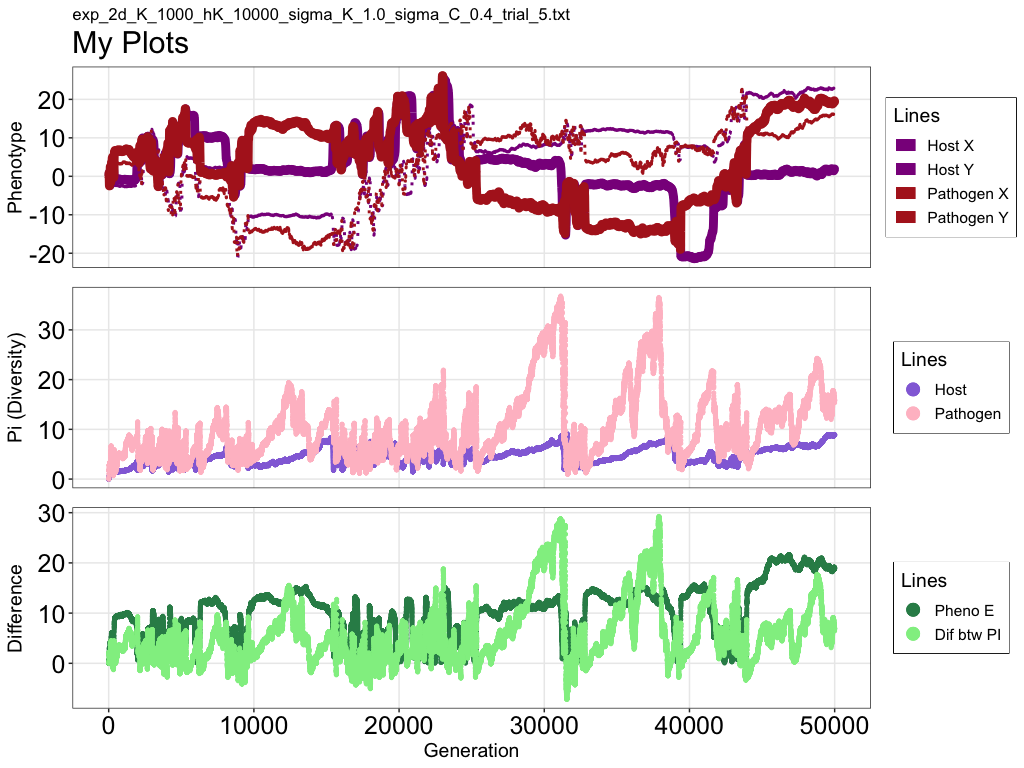 exp_2d_K_1000_hK_10000_sigma_K_1.0_sigma_C_0.4_trial_5.txt
My Plots
Phenotype
20
10
0
-10
-20
Lines
Host X
Host Y
Pathogen X
Pathogen Y
Pi (Diversity)
30
20
10
0
Lines
Host
Pathogen
Difference
30
20
10
0
Lines
Pheno E
Dif btw PI
0 10000 20000 30000 40000 50000
Generation